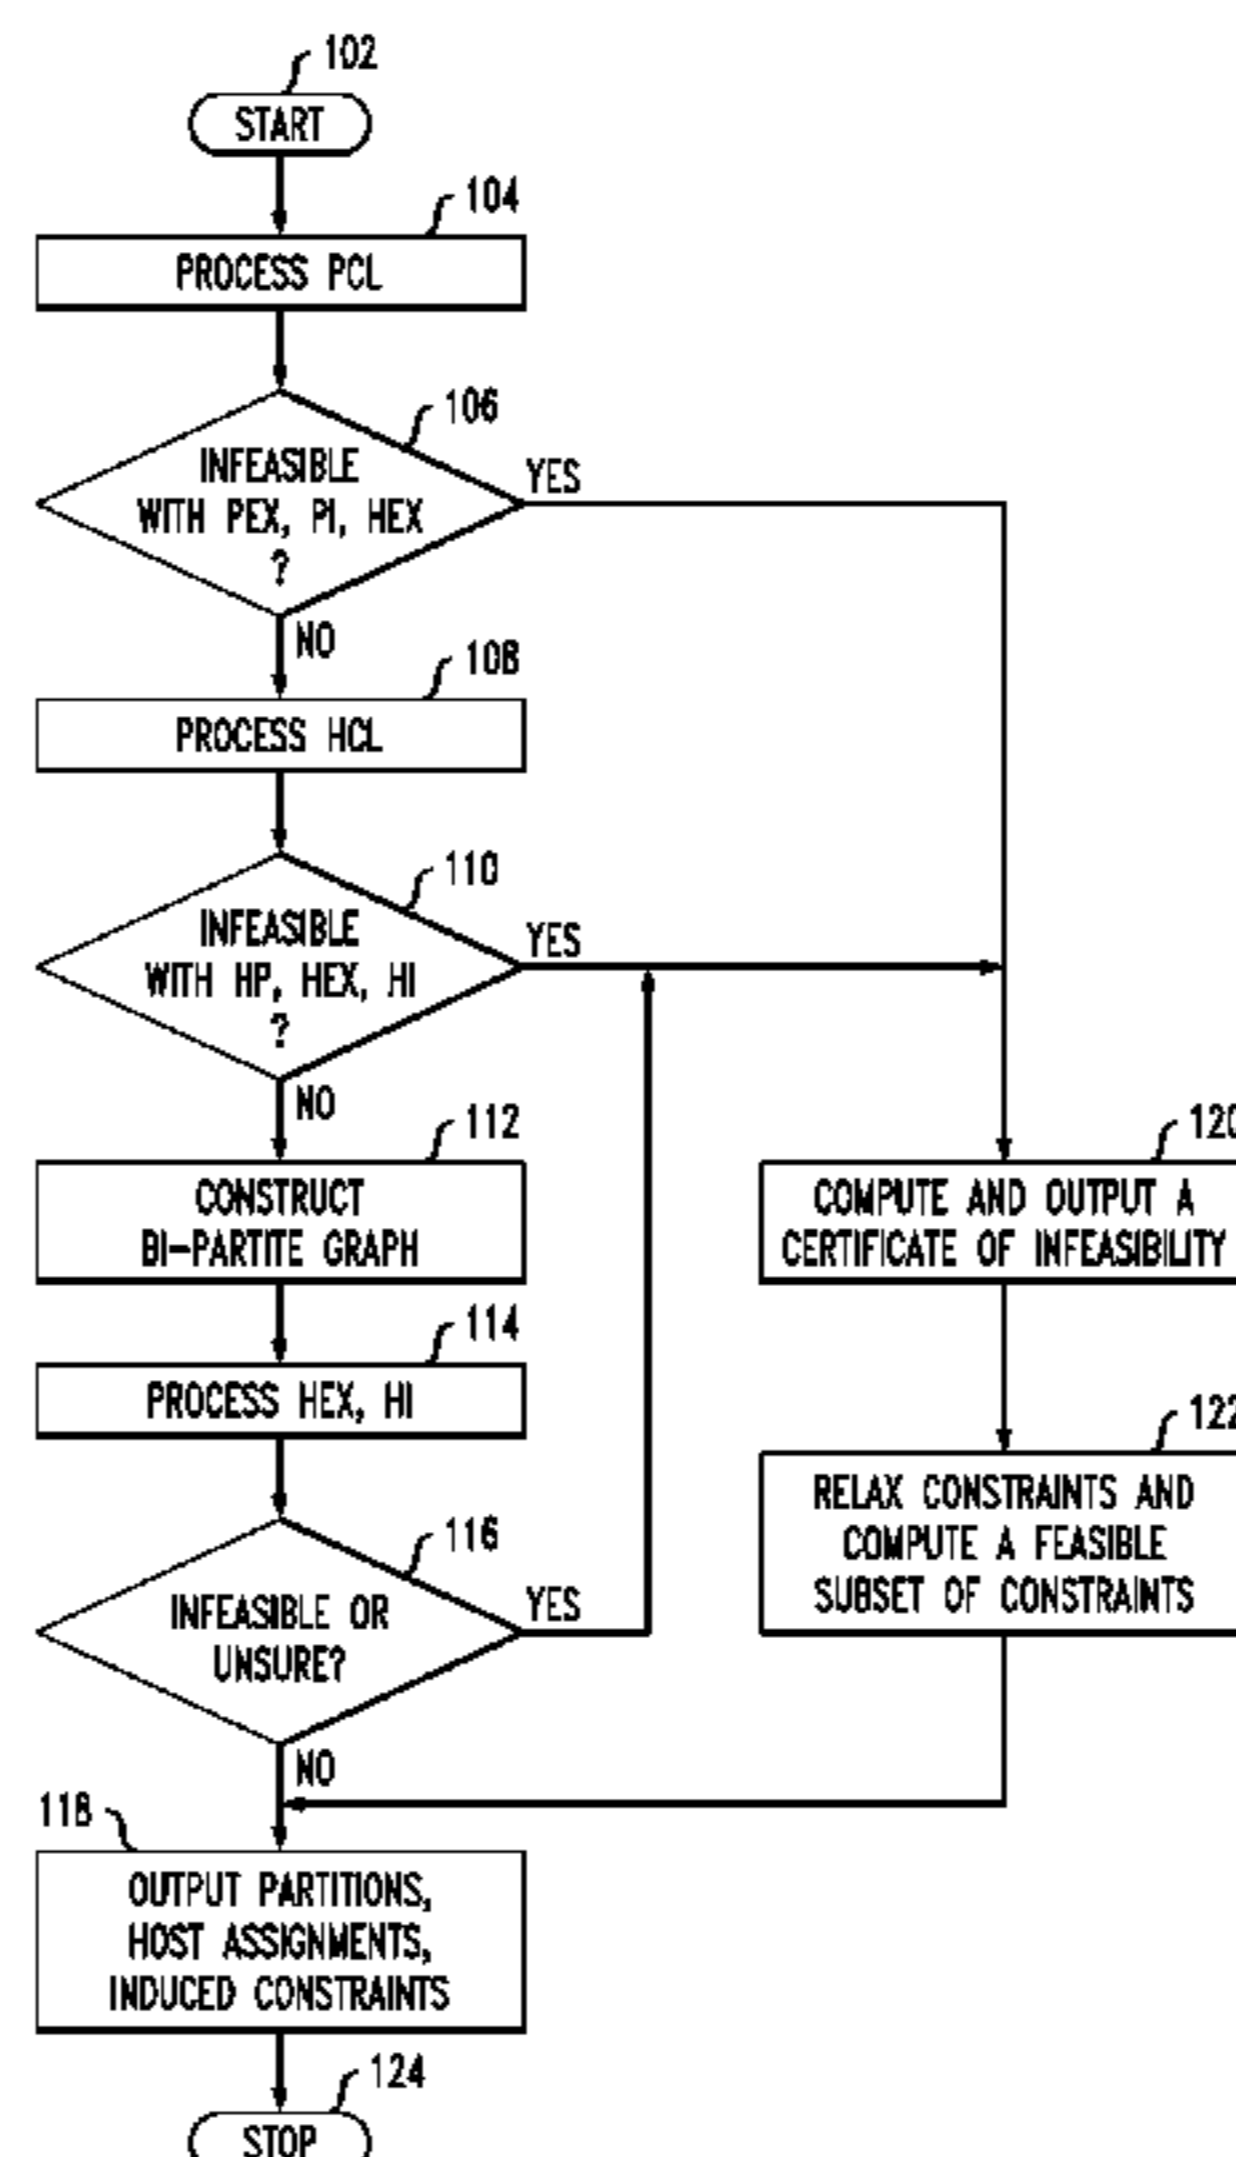 102
START
104
PROCESS PCL
106
INFEASIBLE
WITH PEX, PI, HEX
?
YES
NO
108
PROCESS HCL
110
INFEASIBLE
WITH HP, HEX, HI
?
YES
NO
112
CONSTRUCT
BI-PARTITE GRAPH
120
COMPUTE AND OUTPUT A
CERTIFICATE OF INFEASIBILITY
114
PROCESS HEX, HI
122
RELAX CONSTRAINTS AND
COMPUTE A FEASIBLE
SUBSET OF CONSTRAINTS
116
INFEASIBLE OR
UNSURE?
YES
NO
118
OUTPUT PARTITIONS,
HOST ASSIGNMENTS,
INDUCED CONSTRAINTS
124
STOP